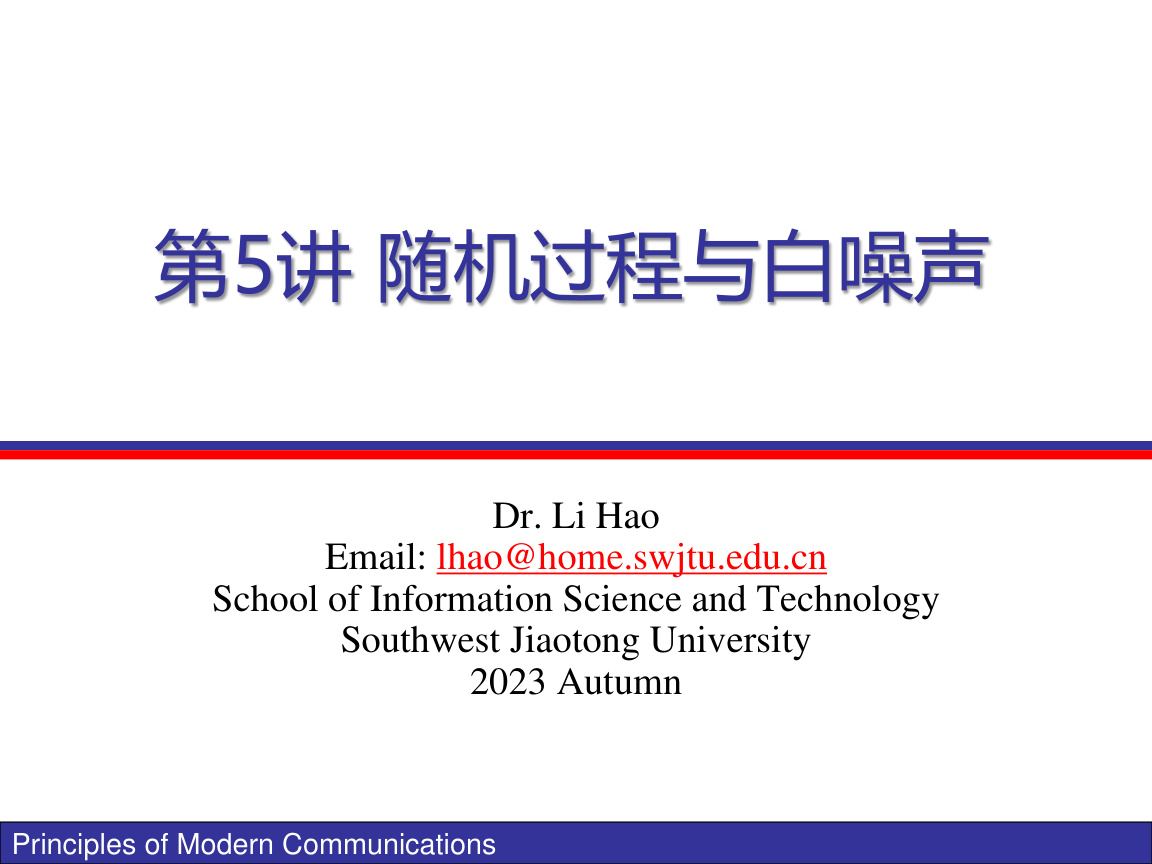 第5讲 随机过程与白噪声
Dr. Li Hao
Email: lhao@home.swjtu.edu.cn
School of Information Science and Technology
Southwest Jiaotong University
2023 Autumn
Principles of Modern Communications